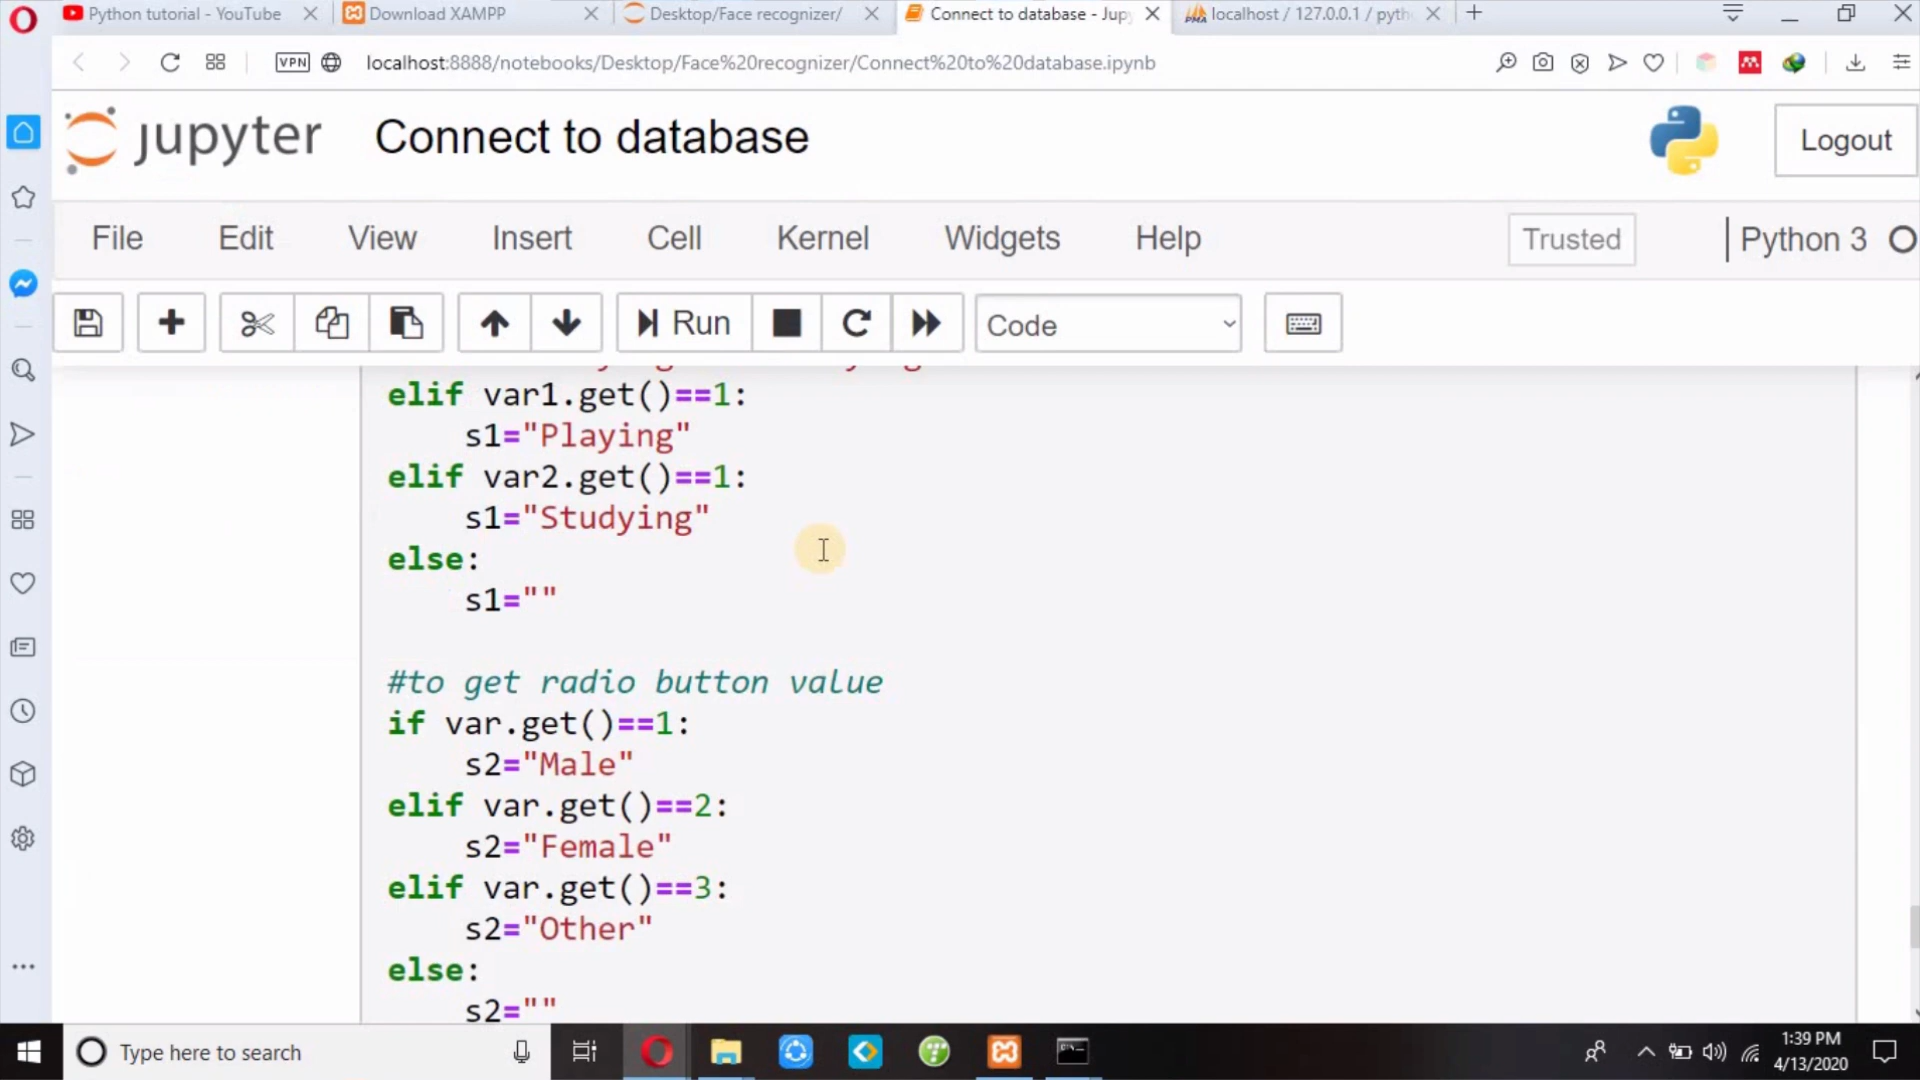 Python tutorial - YouTube
Download XAMPP
Desktop/Face recognizer/
Connect to database - Jup
localhost / 127.0.0.1 / pyth
VPN
localhost:8888/notebooks/Desktop/Face%20recognizer/Connect%20to%20database.ipynb
jupyter
Connect to database
Logout
File
Edit
View
Insert
Cell
Kernel
Widgets
Help
Trusted
Python 3
Run
Code
elif var1.get()==1:
s1="Playing"
elif var2.get()==1:
s1="Studying"
else:
s1=""
#to get radio button value
if var.get()==1:
s2="Male"
elif var.get()==2:
s2="Female"
elif var.get()==3:
s2="Other"
else:
s2=""
Type here to search
1:39 PM
4/13/2020